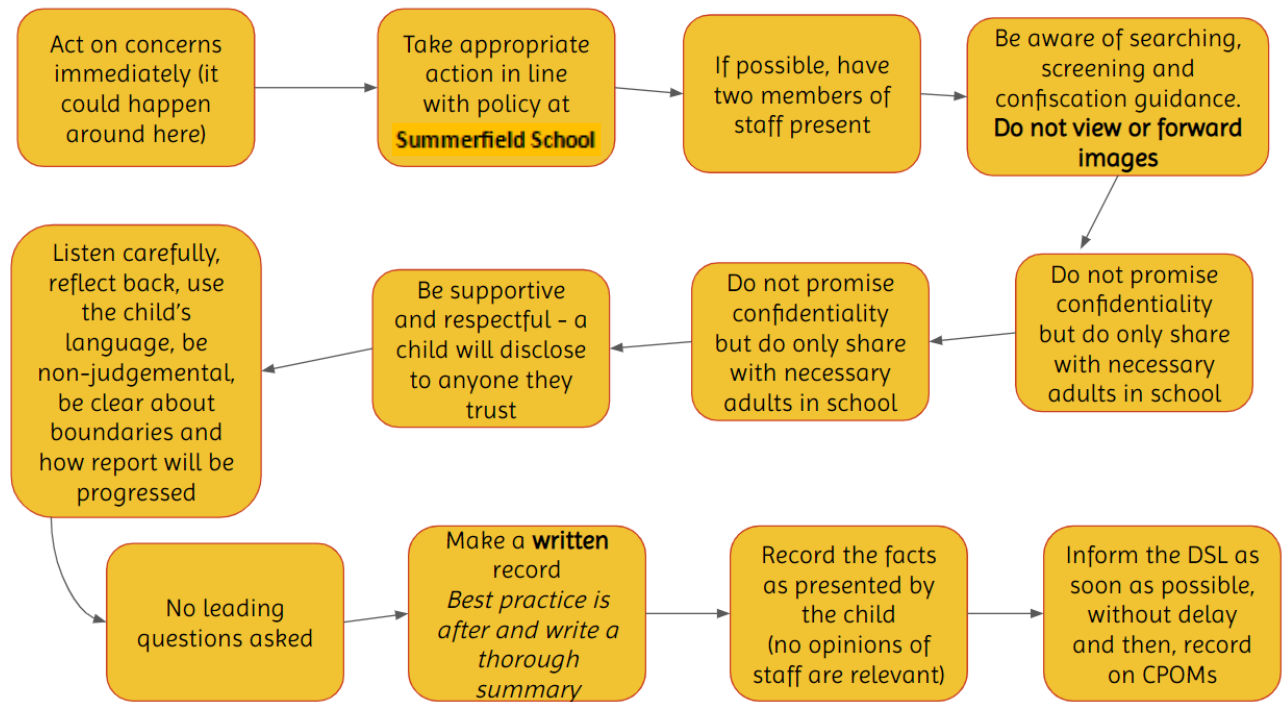 Act on concerns
immediately (it
could happen
around here)
Take appropriate
action in line
with policy at
Summerfield School
If possible, have
two members of
staff present
Be aware of searching,
screening and
confiscation guidance.
Do not view or forward
images
Do not promise
confidentiality
but do only share
with necessary
adults in school
Do not promise
confidentiality
but do only share
with necessary
adults in school
Be supportive
and respectful - a
child will disclose
to anyone they
trust
Listen carefully,
reflect back, use
the child's
language, be
non-judgemental,
be clear about
boundaries and
how report will be
progressed
No leading
questions asked
Make a written
record
Best practice is
after and write a
thorough
summary
Record the facts
as presented by
the child
(no opinions of
staff are relevant)
Inform the DSL as
soon as possible,
without delay
and then, record
on CPOMs